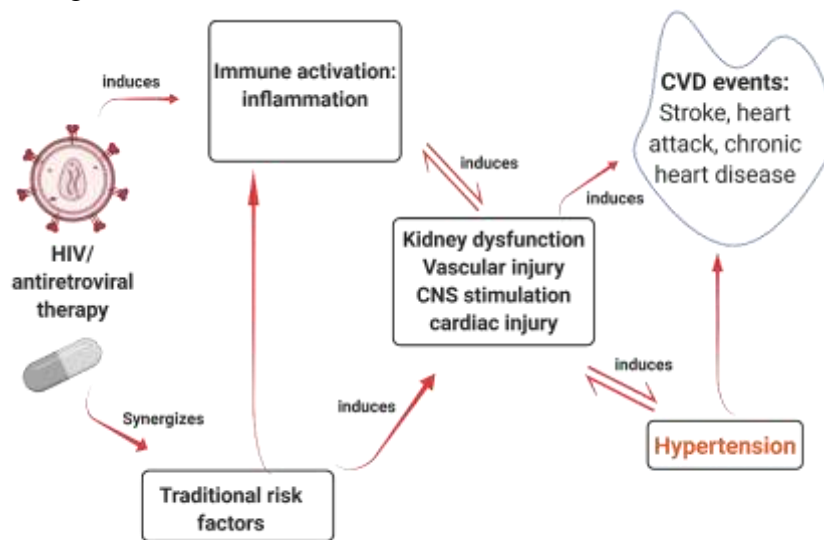 induces
Immune activation:
inflammation
CVD events:
Stroke, heart
attack, chronic
heart disease
induces
induces
HIV/
antiretroviral
therapy
Kidney dysfunction
Vascular injury
CNS stimulation
cardiac injury
induces
induces
Synergizes
Hypertension
Traditional risk
factors